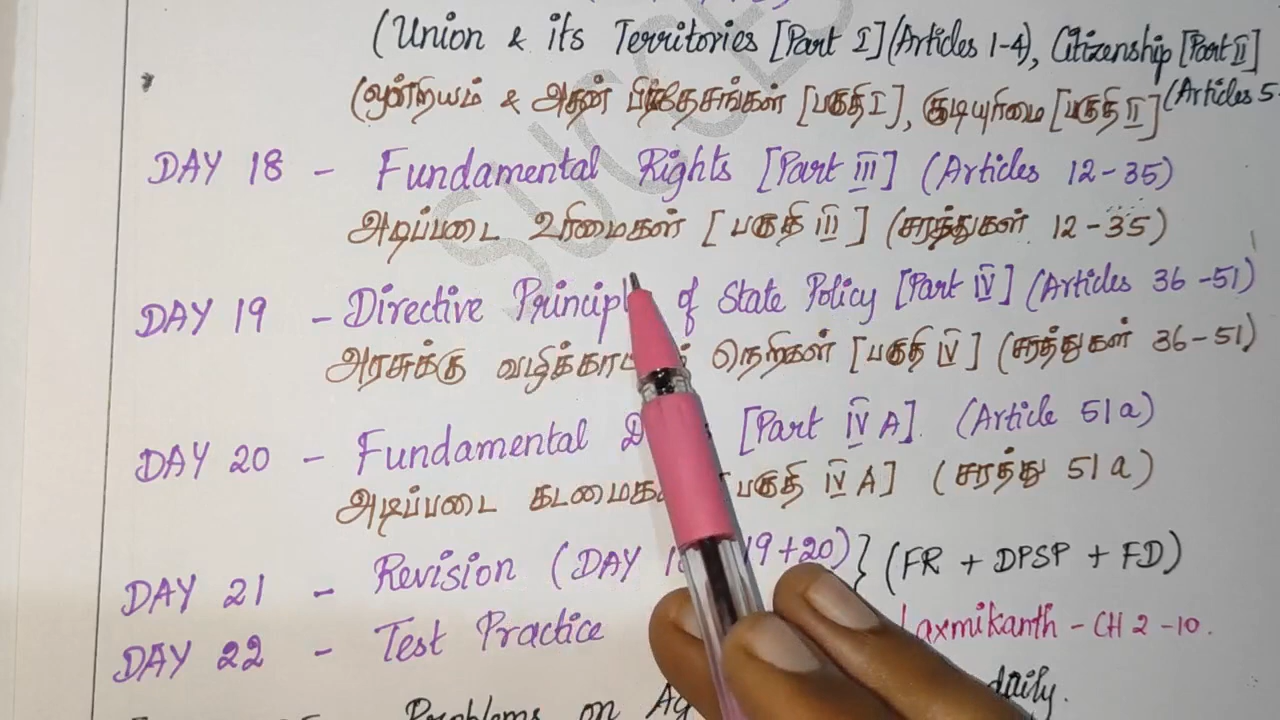 (Union & its Territories [Part I] (Articles 1-4), Citizenship [Part II]
(ஒன்றியம் & அதன் பிரதேசங்கள் [பகுதி I], குடியுரிமை [பகுதி II] (Articles 5-
DAY 18 - Fundamental Rights [Part III] (Articles 12-35)
அடிப்படை உரிமைகள் [பகுதி III] (சரத்துகள் 12-35)
DAY 19 - Directive of State Policy [Part IV] (Articles 36-51)
அரசுக்கு நெறிகள் [பகுதி IV] (சரத்துகள் 36-51)
DAY 20 - Fundamental [Part IV A]. (Article 51a)
அடிப்படை [பகுதி IV A] (சரத்து 51a)
DAY 21 - Revision (DAY 19+20)} (FR + DPSP + FD)
DAY 22 - Test Practice Laxmikanth - CH 2-10.
Problems on daily.